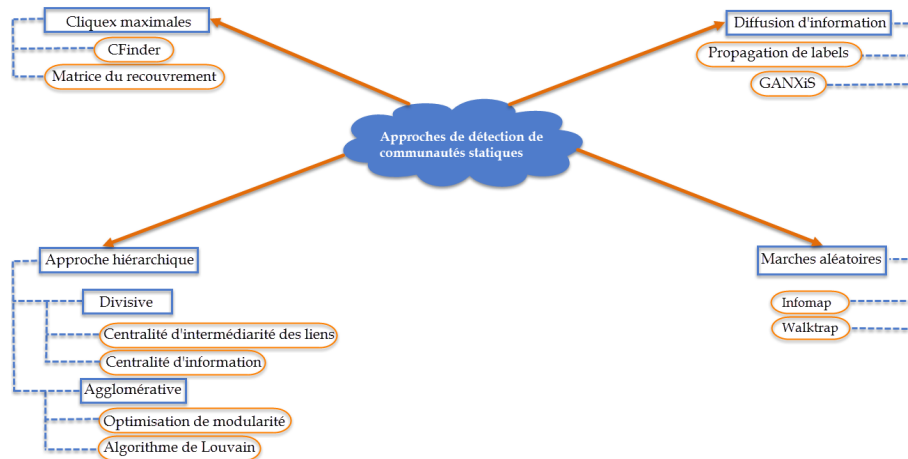 Cliquex maximales
CFinder
Matrice du recouvrement
Diffusion d'information
Propagation de labels
GANXiS
Approches de détection de
communautés statiques
Approche hiérarchique
Divisive
Centralité d'intermédiarité des liens
Centralité d'information
Agglomérative
Optimisation de modularité
Algorithme de Louvain
Marches aléatoires
Infomap
Walktrap